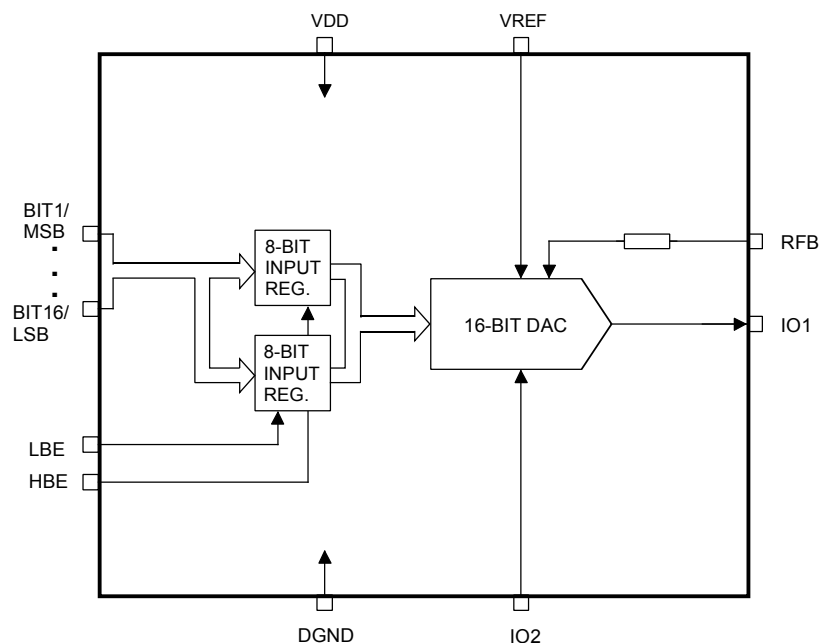 VDD
VREF
BIT1/
MSB
BIT16/
LSB
8-BIT
INPUT
REG.
8-BIT
INPUT
REG.
16-BIT DAC
RFB
IO1
LBE
HBE
DGND
IO2